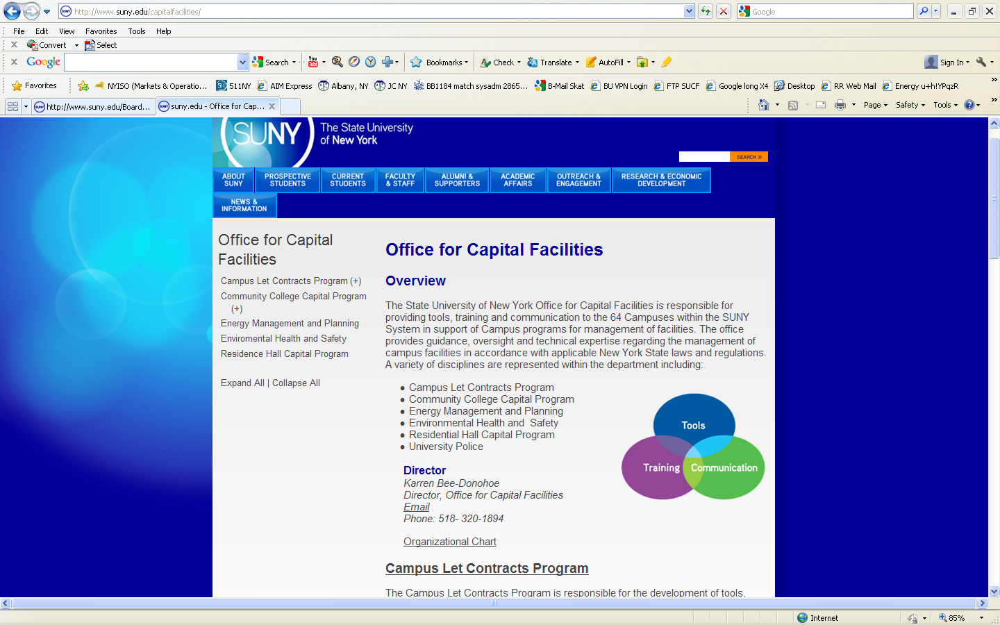 http://www.suny.edu/capitalfacilities/
Google
File Edit View Favorites Tools Help
Convert Select
Google Search You Tube Bookmarks Check Translate AutoFill Sign In
Favorites NYISO (Markets & Operatio... 511NY AIM Express Albany, NY JC NY BB1184 match sysadm 2865... B-Mail Skat BU VPN Login FTP SUCF Google long X4 Desktop RR Web Mail Energy u+h!YPqzR
http://www.suny.edu/Board... suny.edu - Office for Cap... Page Safety Tools
SUNY The State University
of New York
SEARCH »
ABOUT SUNY
PROSPECTIVE STUDENTS
CURRENT STUDENTS
FACULTY & STAFF
ALUMNI & SUPPORTERS
ACADEMIC AFFAIRS
OUTREACH & ENGAGEMENT
RESEARCH & ECONOMIC DEVELOPMENT
NEWS & INFORMATION
Office for Capital
Facilities
Campus Let Contracts Program (+)
Community College Capital Program
(+)
Energy Management and Planning
Enviromental Health and Safety
Residence Hall Capital Program
Expand All | Collapse All
Office for Capital Facilities
Overview
The State University of New York Office for Capital Facilities is responsible for
providing tools, training and communication to the 64 Campuses within the SUNY
System in support of Campus programs for management of facilities. The office
provides guidance, oversight and technical expertise regarding the management of
campus facilities in accordance with applicable New York State laws and regulations.
A variety of disciplines are represented within the department including:
• Campus Let Contracts Program
• Community College Capital Program
• Energy Management and Planning
• Environmental Health and Safety
• Residential Hall Capital Program
• University Police
Tools
Training
Communication
Director
Karren Bee-Donohoe
Director, Office for Capital Facilities
Email
Phone: 518- 320-1894
Organizational Chart
Campus Let Contracts Program
The Campus Let Contracts Program is responsible for the development of tools,
Internet 85%